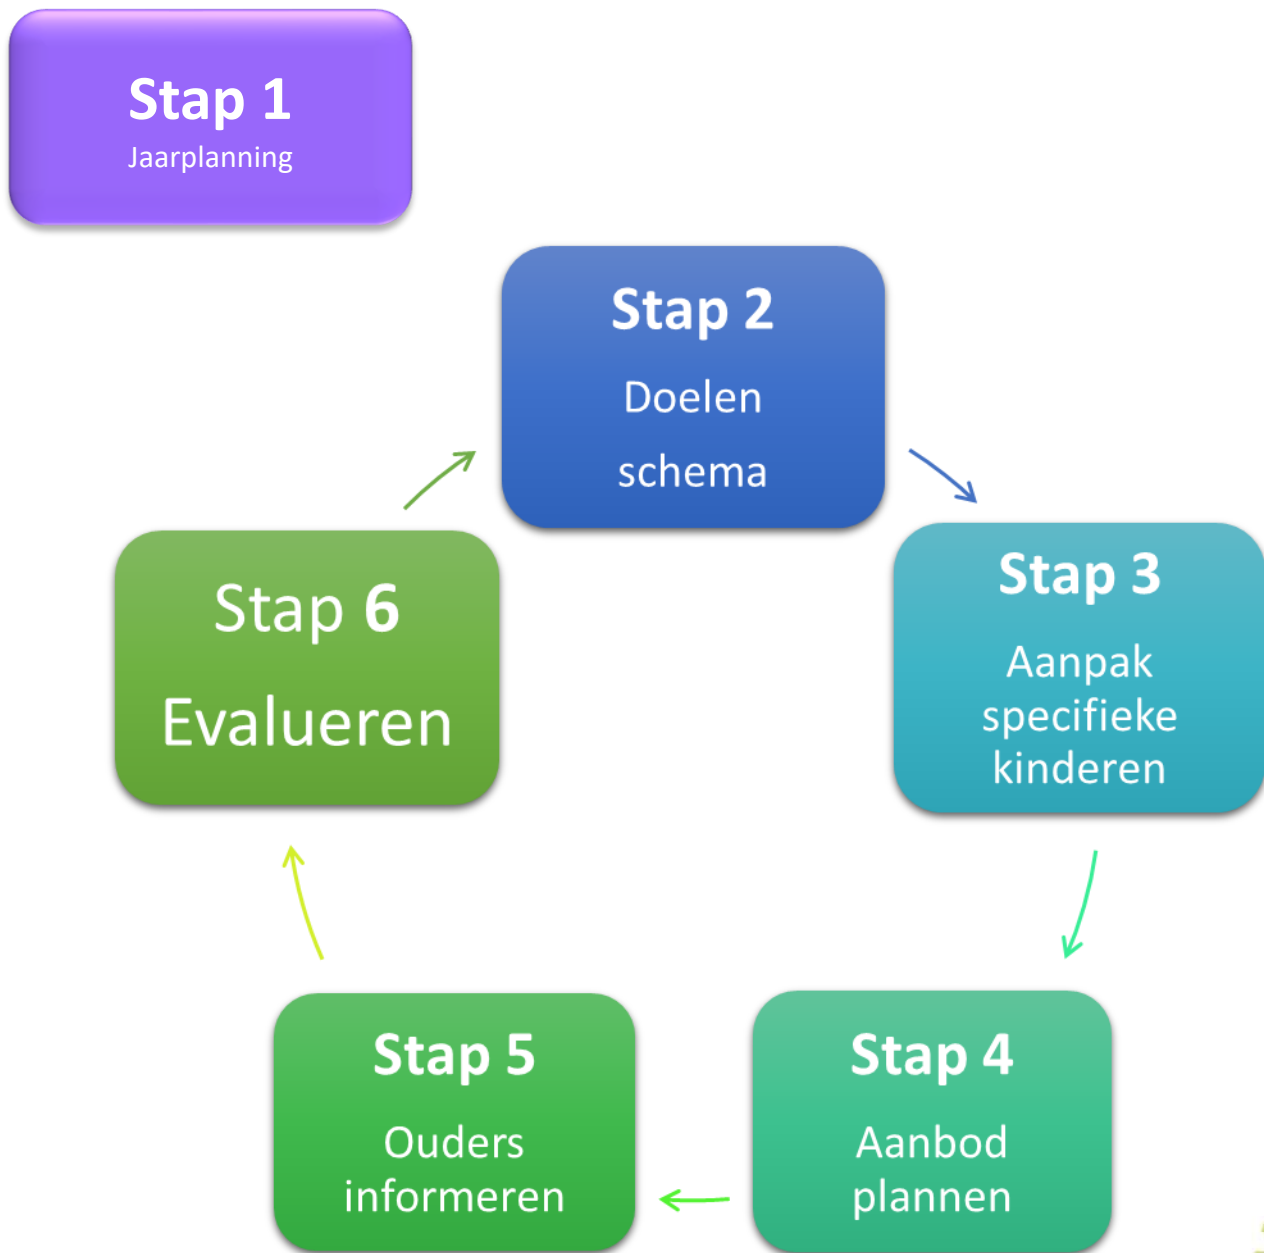 Stap 1
Jaarplanning
Stap 2
Doelen
schema
Stap 3
Aanpak
specifieke
kinderen
Stap 4
Aanbod
plannen
Stap 5
Ouders
informeren
Stap 6
Evalueren